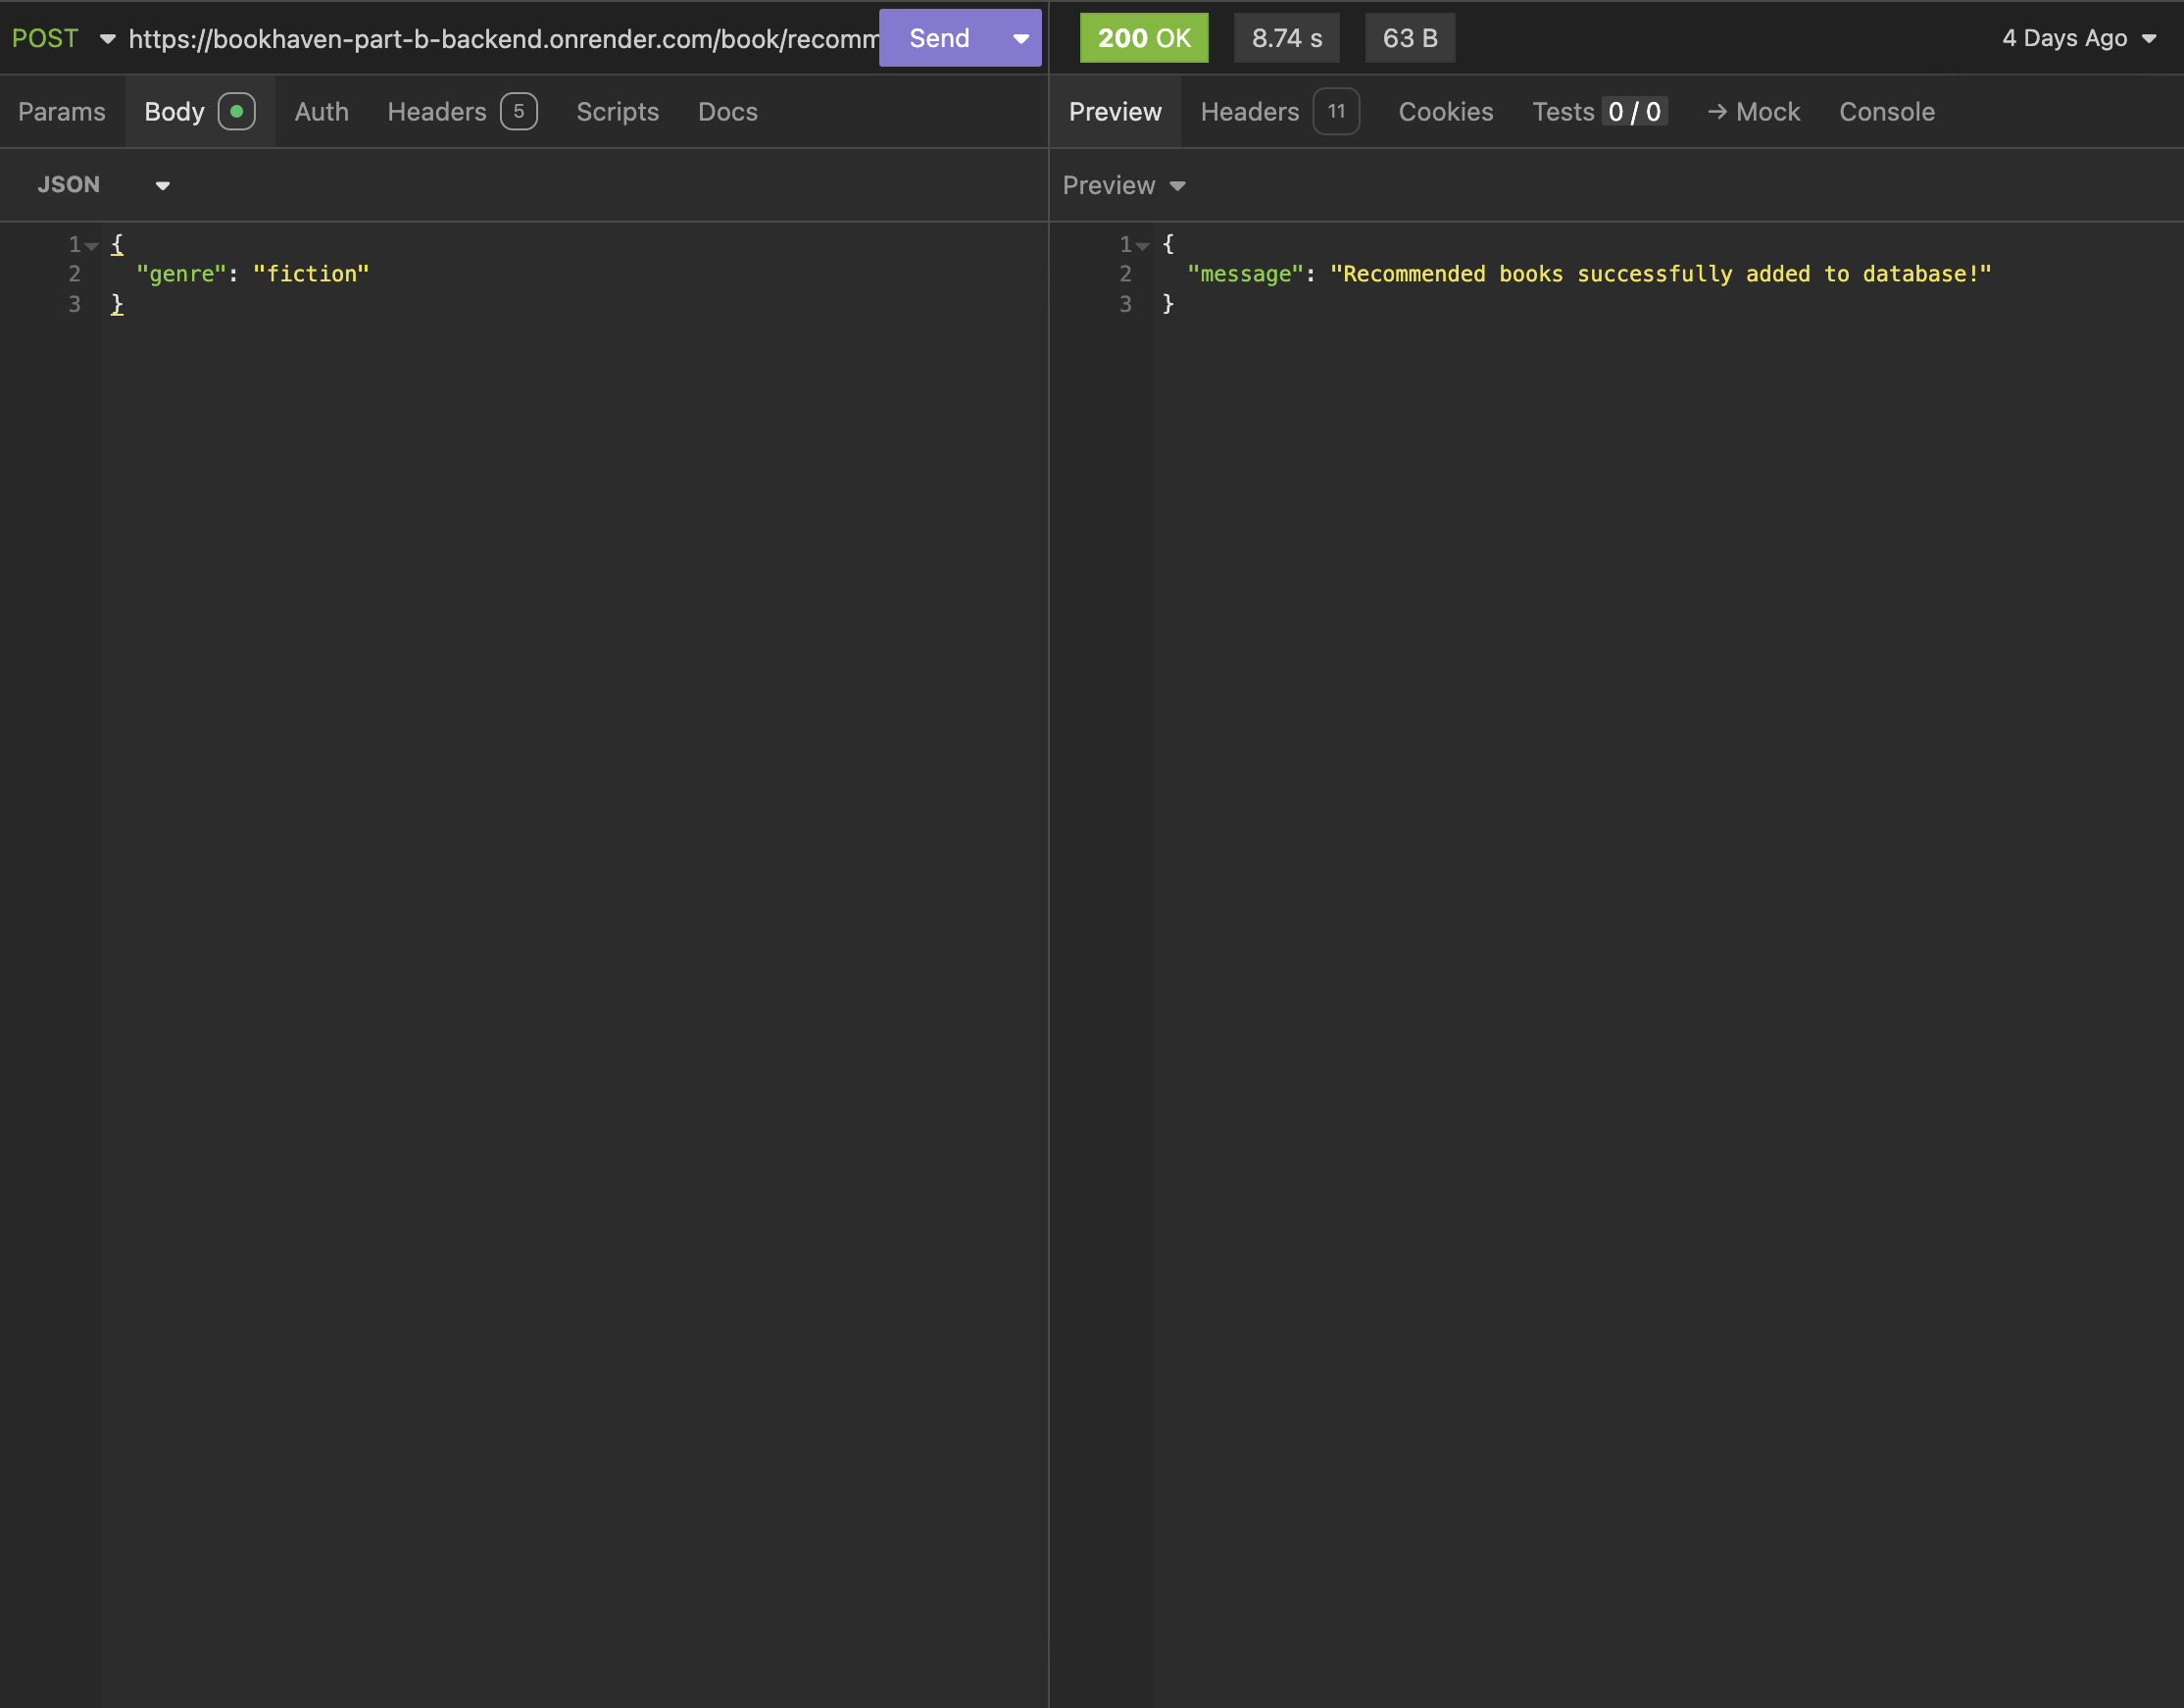 POST https://bookhaven-part-b-backend.onrender.com/book/recomm Send 200 OK 8.74 s 63 B 4 Days Ago
Params Body Auth Headers 5 Scripts Docs Preview Headers 11 Cookies Tests 0 / 0 → Mock Console
JSON Preview
1 {
2 "genre": "fiction"
3 }
1 {
2 "message": "Recommended books successfully added to database!"
3 }